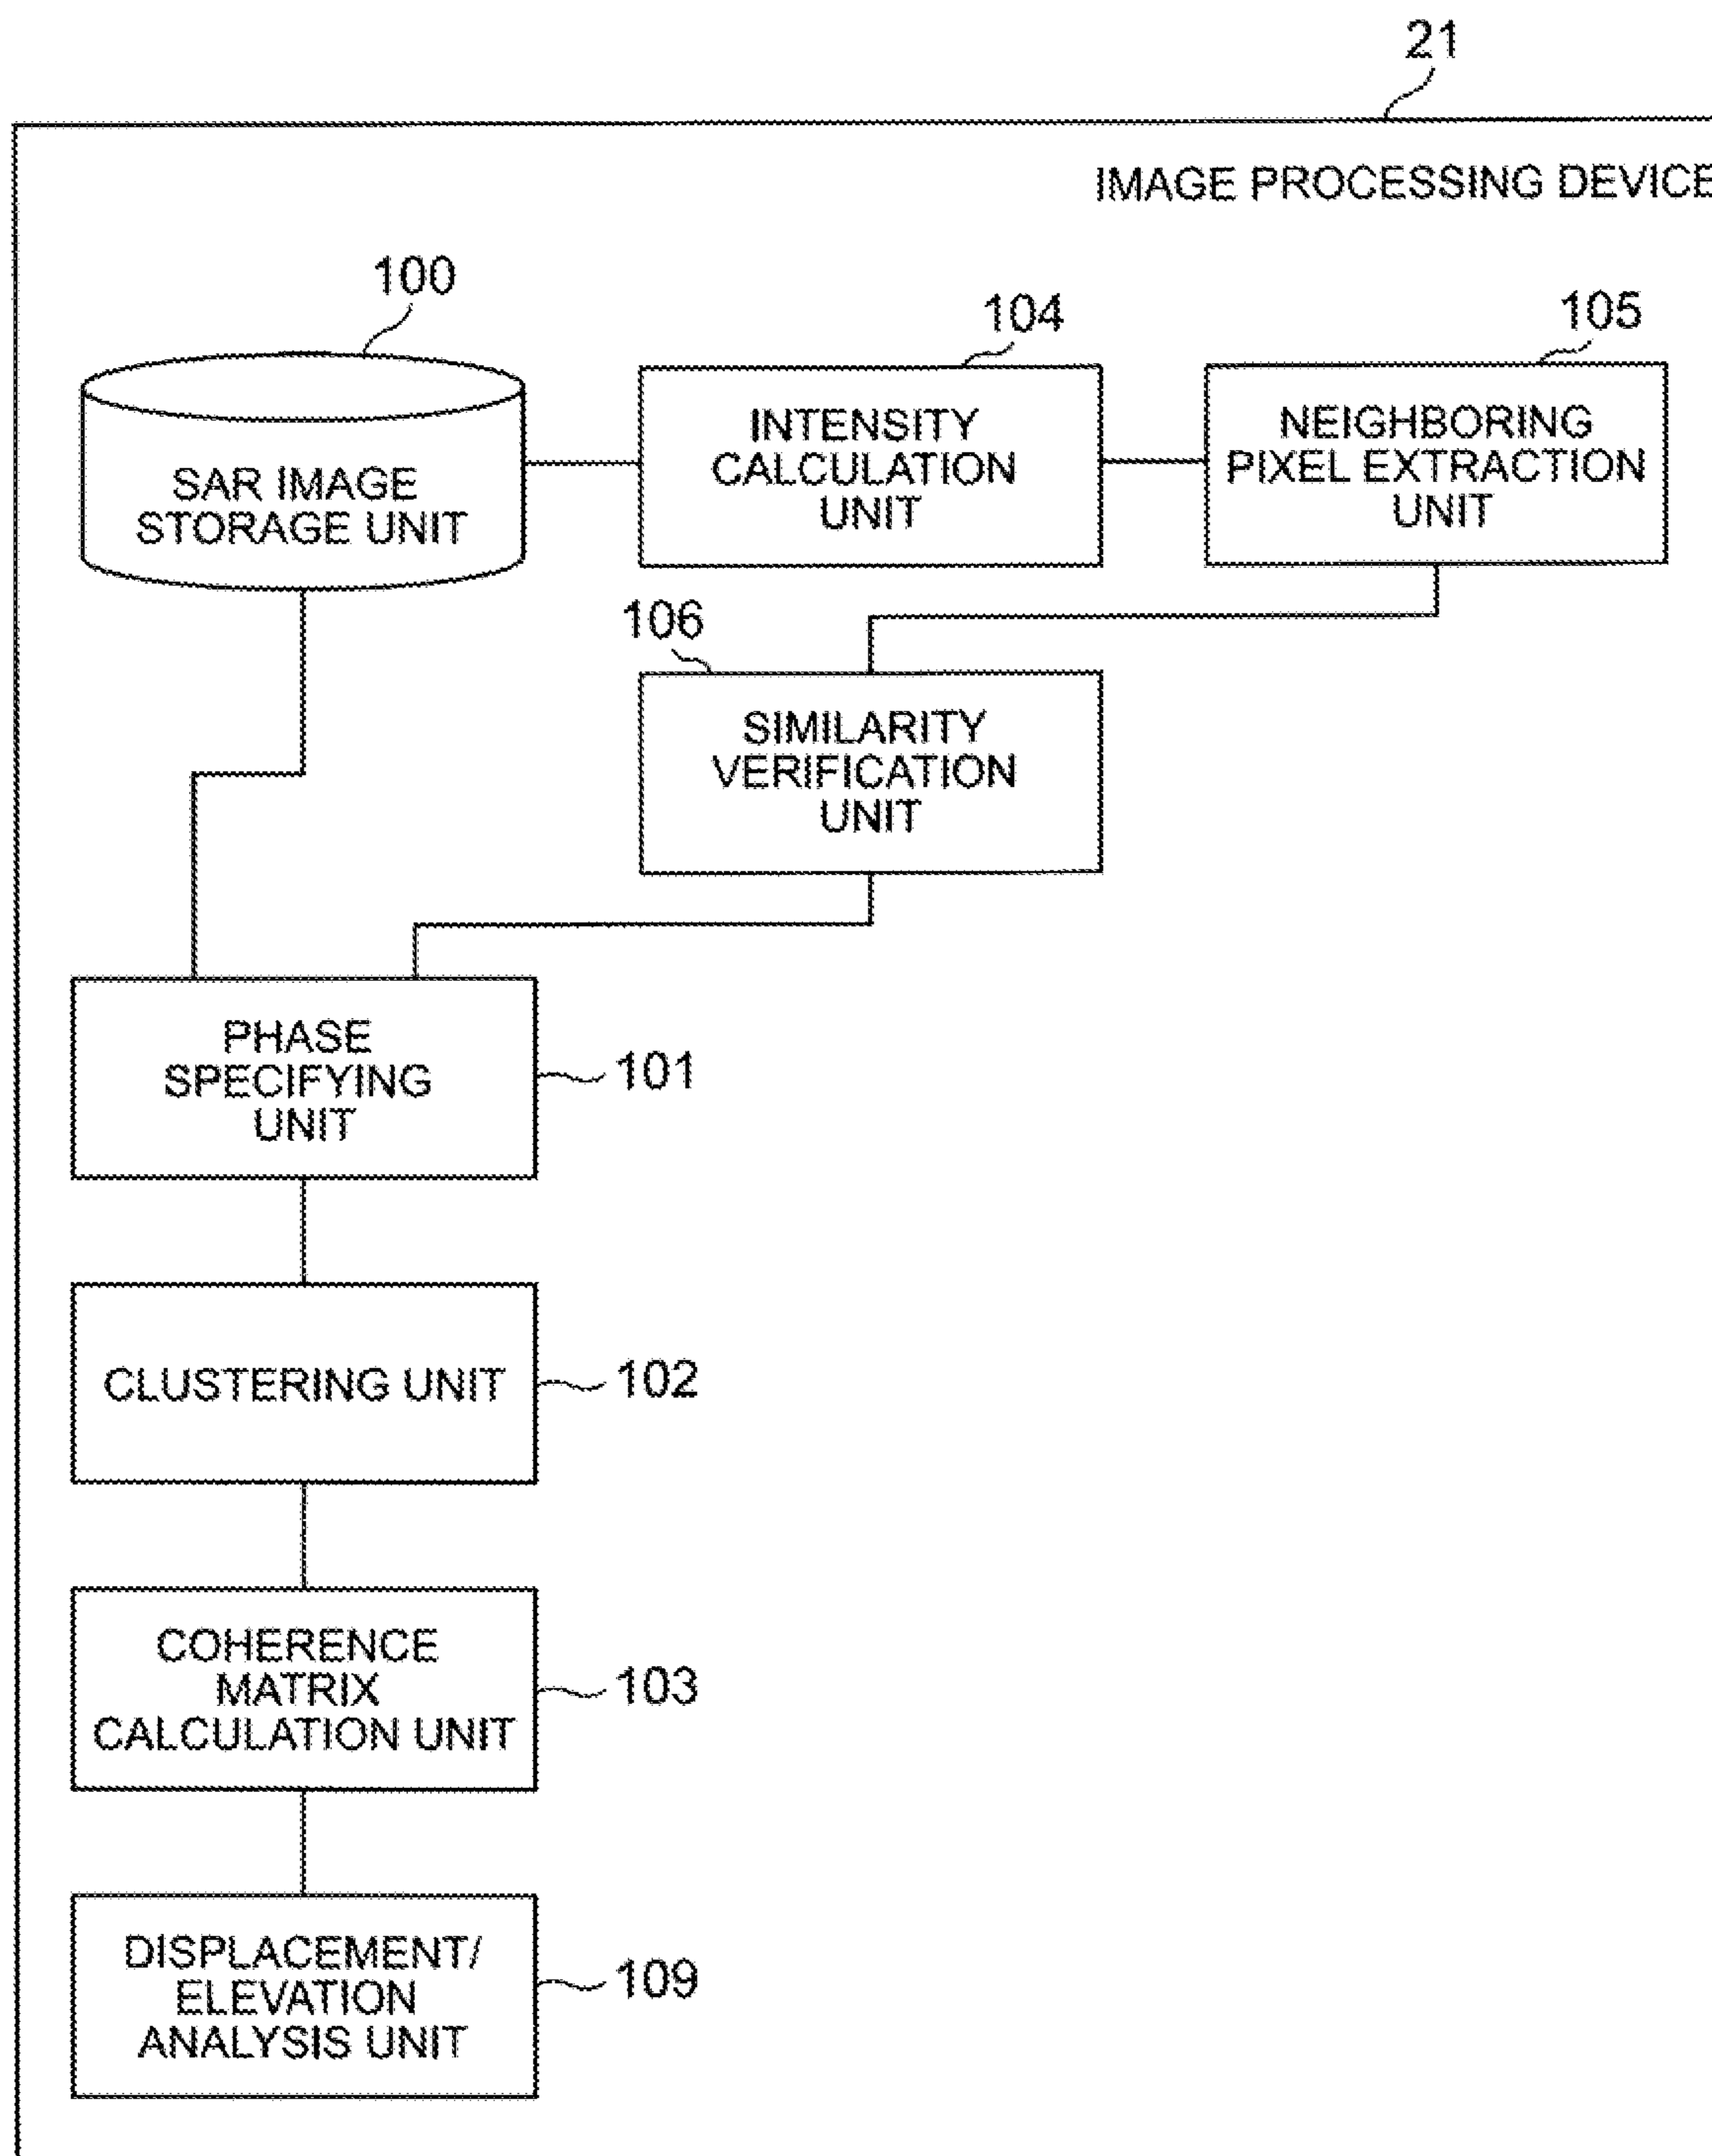 21
IMAGE PROCESSING DEVICE
100
SAR IMAGE
STORAGE UNIT
104
INTENSITY
CALCULATION
UNIT
105
NEIGHBORING
PIXEL EXTRACTION
UNIT
106
SIMILARITY
VERIFICATION
UNIT
PHASE
SPECIFYING
UNIT
101
CLUSTERING UNIT
102
COHERENCE
MATRIX
CALCULATION UNIT
103
DISPLACEMENT/
ELEVATION
ANALYSIS UNIT
109